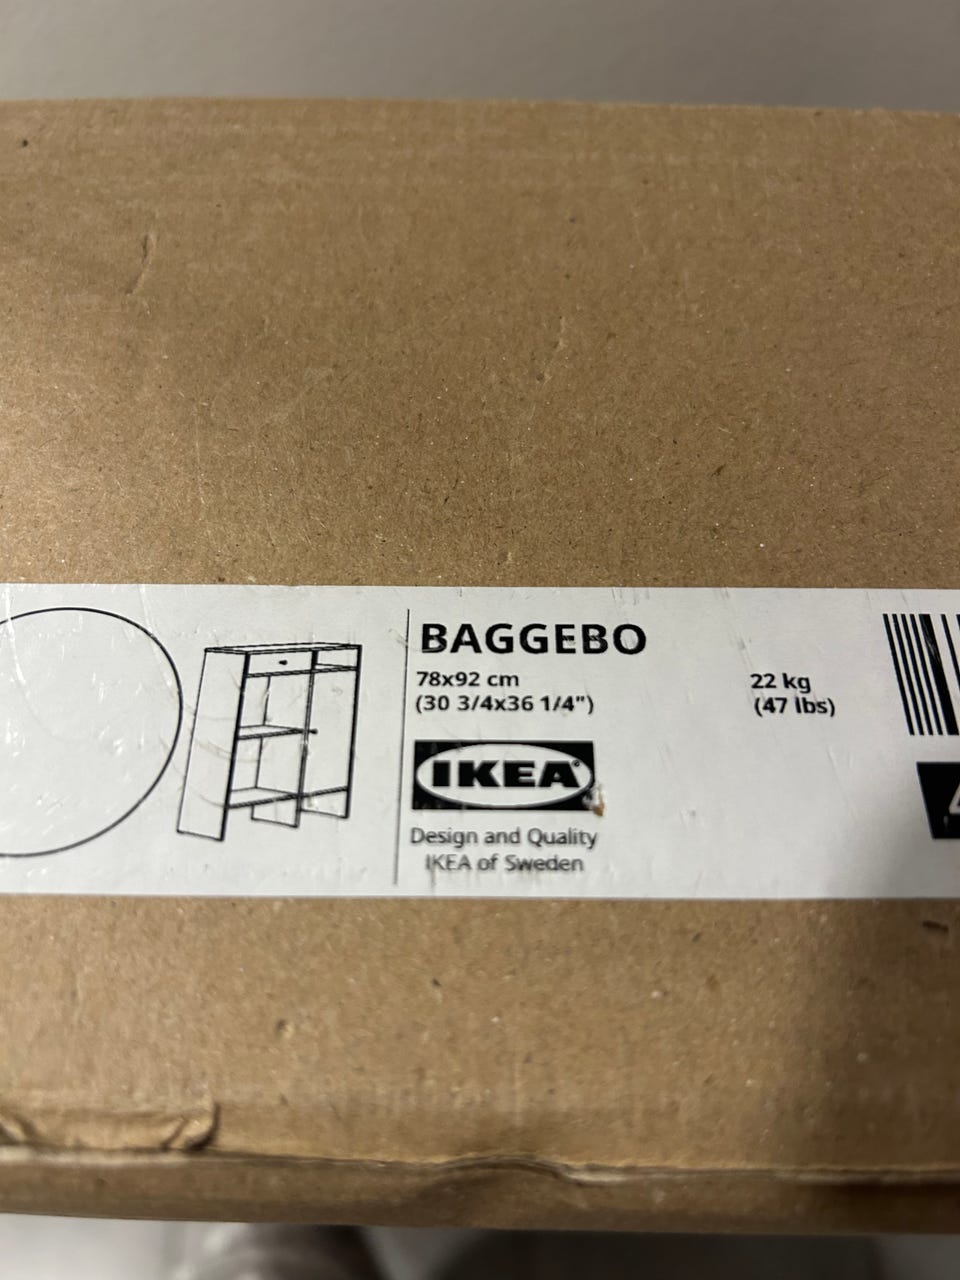 BAGGEBO
78x92 cm
(30 3/4x36 1/4")
22 kg
(47 lbs)
IKEA®
Design and Quality
IKEA of Sweden